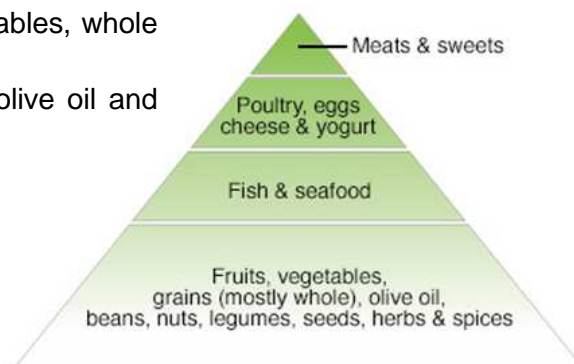 ables, whole
olive oil and
Meats & sweets
Poultry, eggs
cheese & yogurt
Fish & seafood
Fruits, vegetables,
grains (mostly whole), olive oil,
beans, nuts, legumes, seeds, herbs & spices